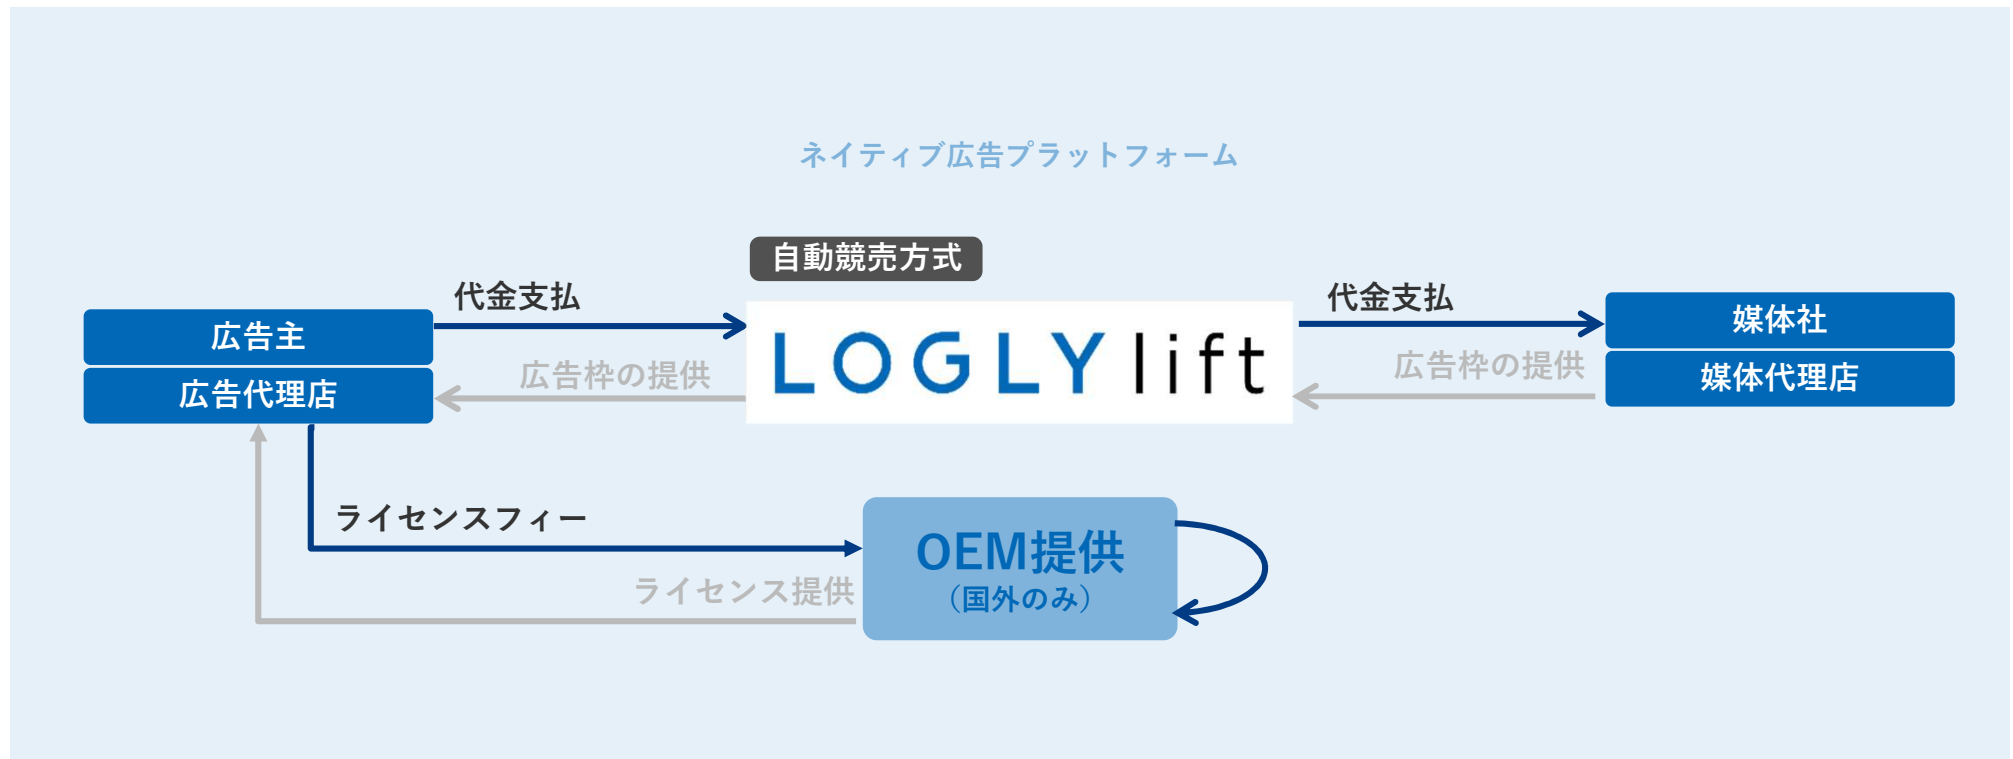 ネイティブ広告プラットフォーム
自動競売方式
代金支払
代金支払
広告主
広告代理店
広告枠の提供
LOGLY lift
広告枠の提供
媒体社
媒体代理店
ライセンスフィー
ライセンス提供
OEM提供
（国外のみ）